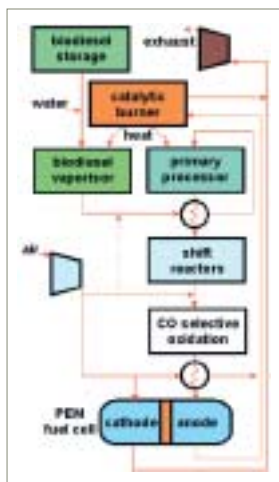 biodiesel
storage
exhaust
water
catalytic
burner
heat
biodiesel
vaporisor
primary
processor
air
shift
reactors
CO selective
oxidation
PEM
fuel cell
cathode
anode